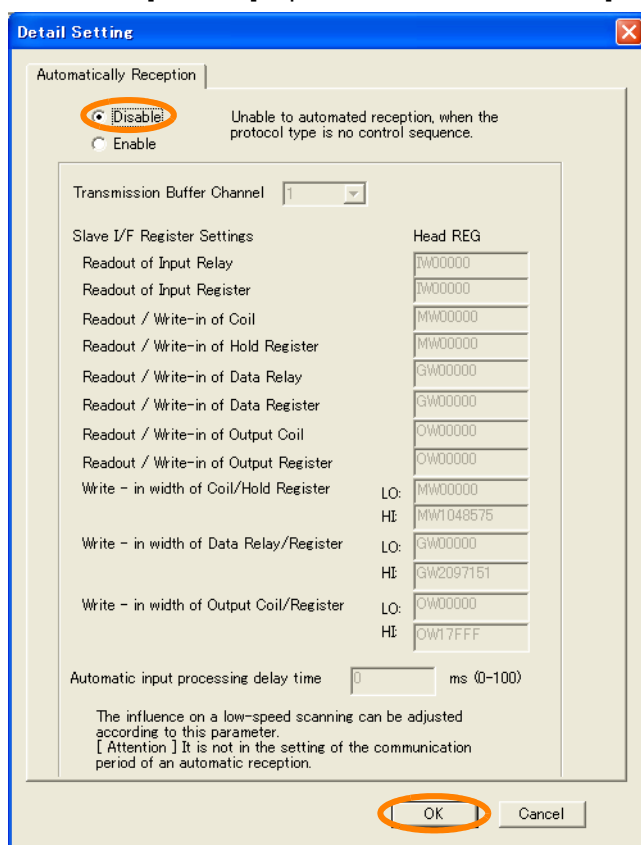 Detail Setting
Automatically Reception
Disable
Enable
Unable to automated reception, when the
protocol type is no control sequence.
Transmission Buffer Channel 1
Slave I/F Register Settings Head REG
Readout of Input Relay IW00000
Readout of Input Register IW00000
Readout / Write-in of Coil MW00000
Readout / Write-in of Hold Register MW00000
Readout / Write-in of Data Relay GW00000
Readout / Write-in of Data Register GW00000
Readout / Write-in of Output Coil OW00000
Readout / Write-in of Output Register OW00000
Write - in width of Coil/Hold Register LO: MW00000
HI: MW1048575
Write - in width of Data Relay/Register LO: GW00000
HI: GW2097151
Write - in width of Output Coil/Register LO: OW00000
HI: OW17FFF
Automatic input processing delay time 0 ms (0-100)
The influence on a low-speed scanning can be adjusted
according to this parameter.
[ Attention ] It is not in the setting of the communication
period of an automatic reception.
OK Cancel